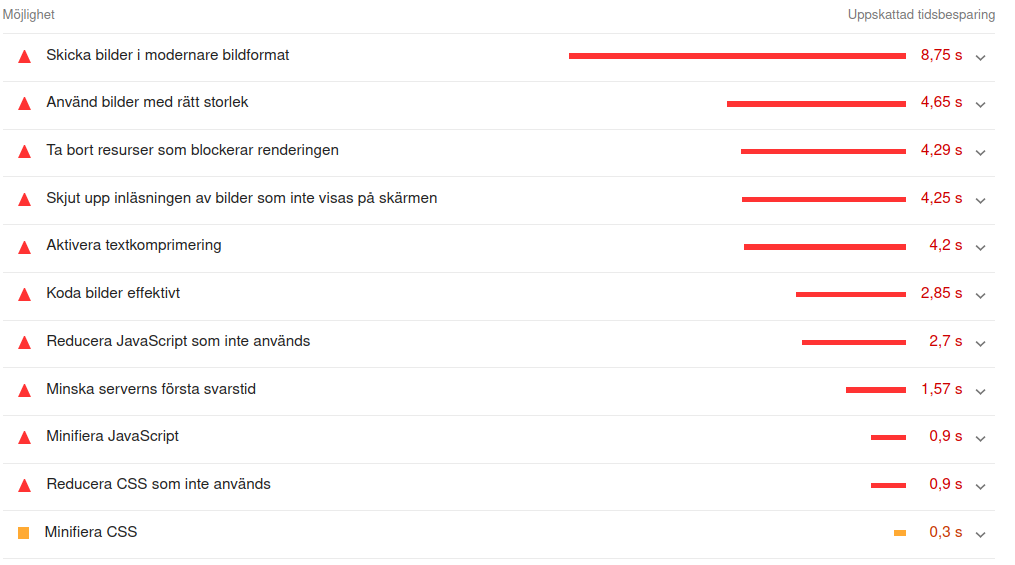 Möjlighet Uppskattad tidsbesparing
Skicka bilder i modernare bildformat 8,75 s
Använd bilder med rätt storlek 4,65 s
Ta bort resurser som blockerar renderingen 4,29 s
Skjut upp inläsningen av bilder som inte visas på skärmen 4,25 s
Aktivera textkomprimering 4,2 s
Koda bilder effektivt 2,85 s
Reducera JavaScript som inte används 2,7 s
Minska serverns första svarstid 1,57 s
Minifiera JavaScript 0,9 s
Reducera CSS som inte används 0,9 s
Minifiera CSS 0,3 s